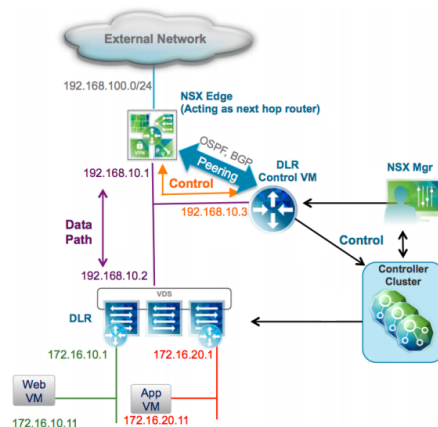 External Network
192.168.100.0/24
NSX Edge
(Acting as next hop router)
VPN
OSPF, BGP
Peering
DLR
Control VM
NSX Mgr
192.168.10.1
Control
192.168.10.3
Data
Path
Control
Controller
Cluster
192.168.10.2
VDS
DLR
172.16.10.1
172.16.20.1
Web
VM
App
VM
172.16.10.11
172.16.20.11